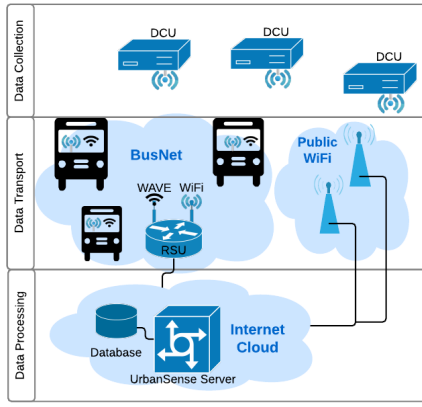 Data Collection
DCU
DCU
DCU
Data Transport
BusNet
Public
WiFi
WAVE
WiFi
RSU
Data Processing
Internet
Cloud
Database
UrbanSense Server